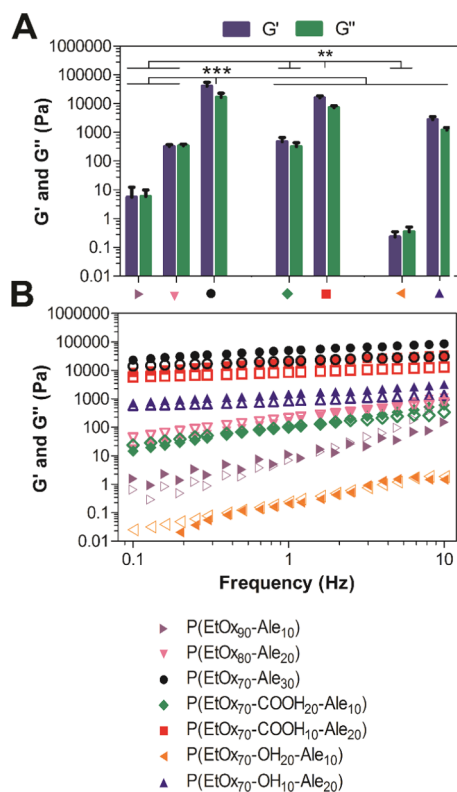 A
G' G"
**
***
G' and G" (Pa)
1000000
100000
10000
1000
100
10
1
0.1
0.01
B
G' and G" (Pa)
1000000
100000
10000
1000
100
10
1
0.1
0.01
0.1 1 10
Frequency (Hz)
P(EtOx₉₀-Ale₁₀)
P(EtOx₈₀-Ale₂₀)
P(EtOx₇₀-Ale₃₀)
P(EtOx₇₀-COOH₂₀-Ale₁₀)
P(EtOx₇₀-COOH₁₀-Ale₂₀)
P(EtOx₇₀-OH₂₀-Ale₁₀)
P(EtOx₇₀-OH₁₀-Ale₂₀)